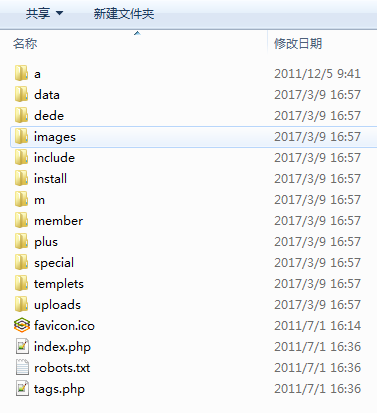 共享 新建文件夹
名称 修改日期
a 2011/12/5 9:41
data 2017/3/9 16:57
dede 2017/3/9 16:57
images 2017/3/9 16:57
include 2017/3/9 16:57
install 2017/3/9 16:57
m 2017/3/9 16:57
member 2017/3/9 16:57
plus 2017/3/9 16:57
special 2017/3/9 16:57
templets 2017/3/9 16:57
uploads 2017/3/9 16:57
favicon.ico 2011/7/1 16:14
index.php 2011/7/1 16:36
robots.txt 2011/7/1 16:36
tags.php 2011/7/1 16:36